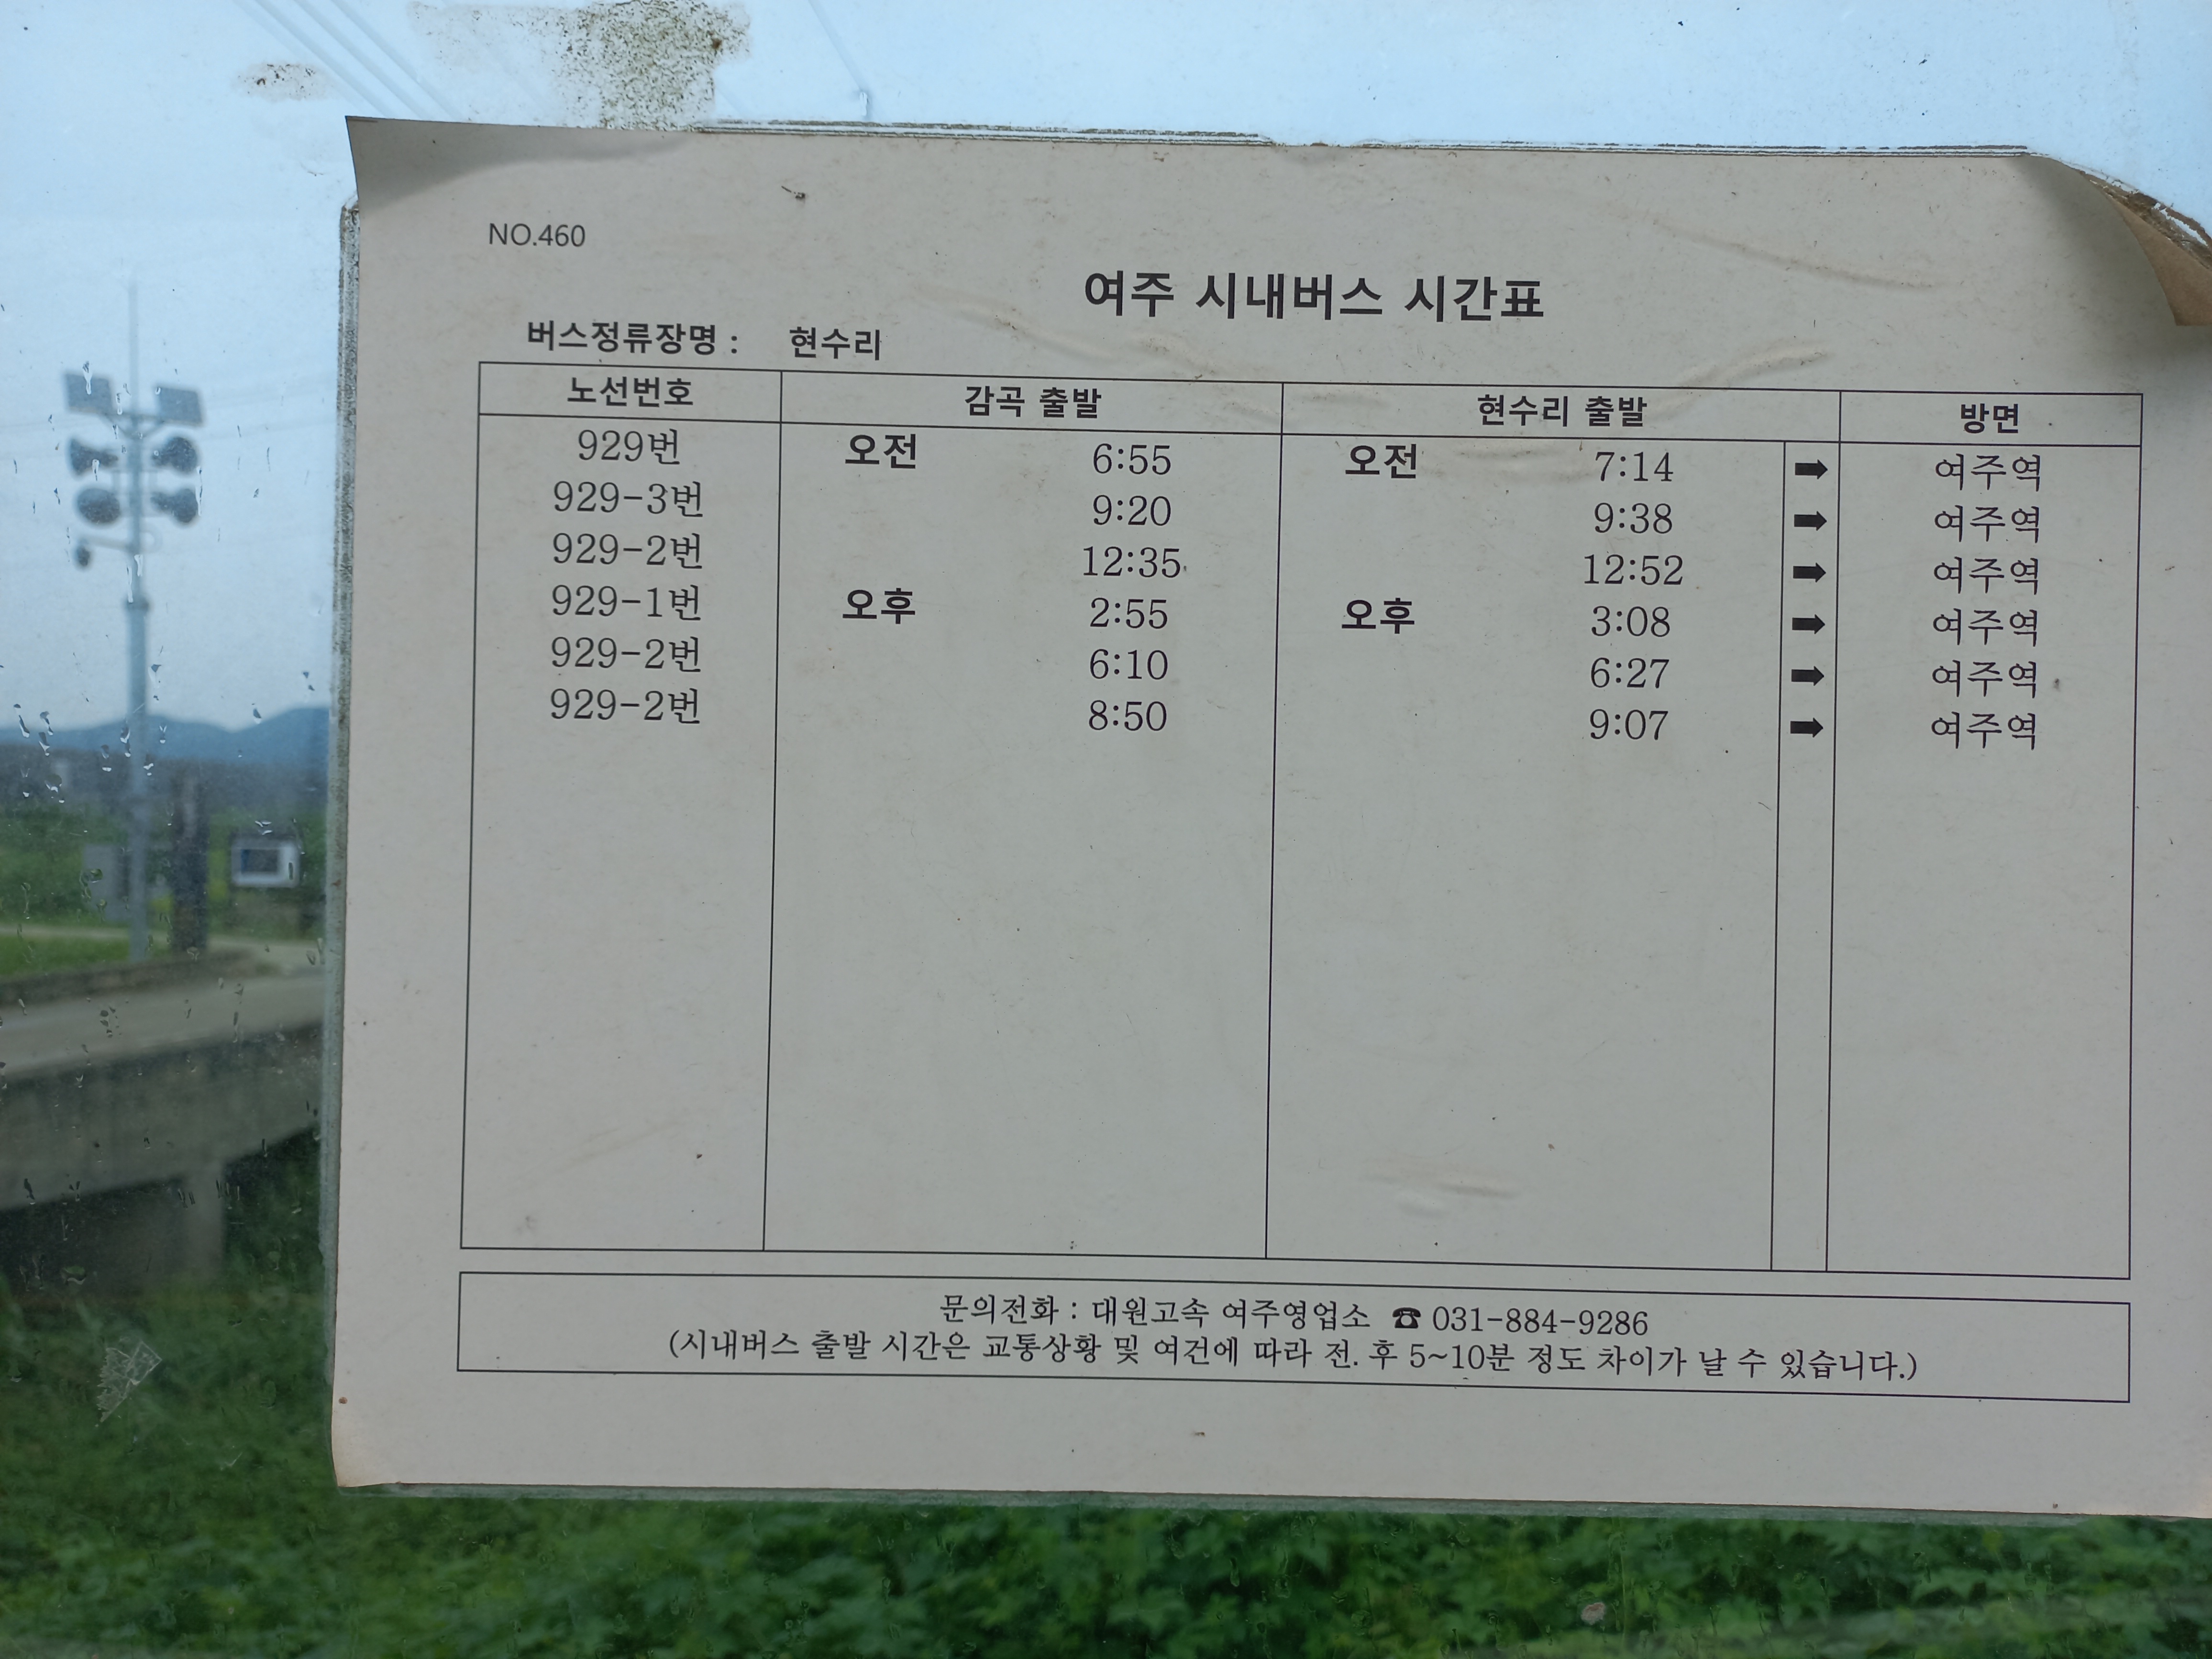 NO.460
여주 시내버스 시간표
버스정류장명 : 현수리
노선번호 감곡 출발 현수리 출발 방면
929번 오전 6:55 오전 7:14 ➡ 여주역
929-3번 9:20 9:38 ➡ 여주역
929-2번 12:35 12:52 ➡ 여주역
929-1번 오후 2:55 오후 3:08 ➡ 여주역
929-2번 6:10 6:27 ➡ 여주역
929-2번 8:50 9:07 ➡ 여주역
문의전화 : 대원고속 여주영업소 ☎ 031-884-9286
(시내버스 출발 시간은 교통상황 및 여건에 따라 전. 후 5~10분 정도 차이가 날 수 있습니다.)